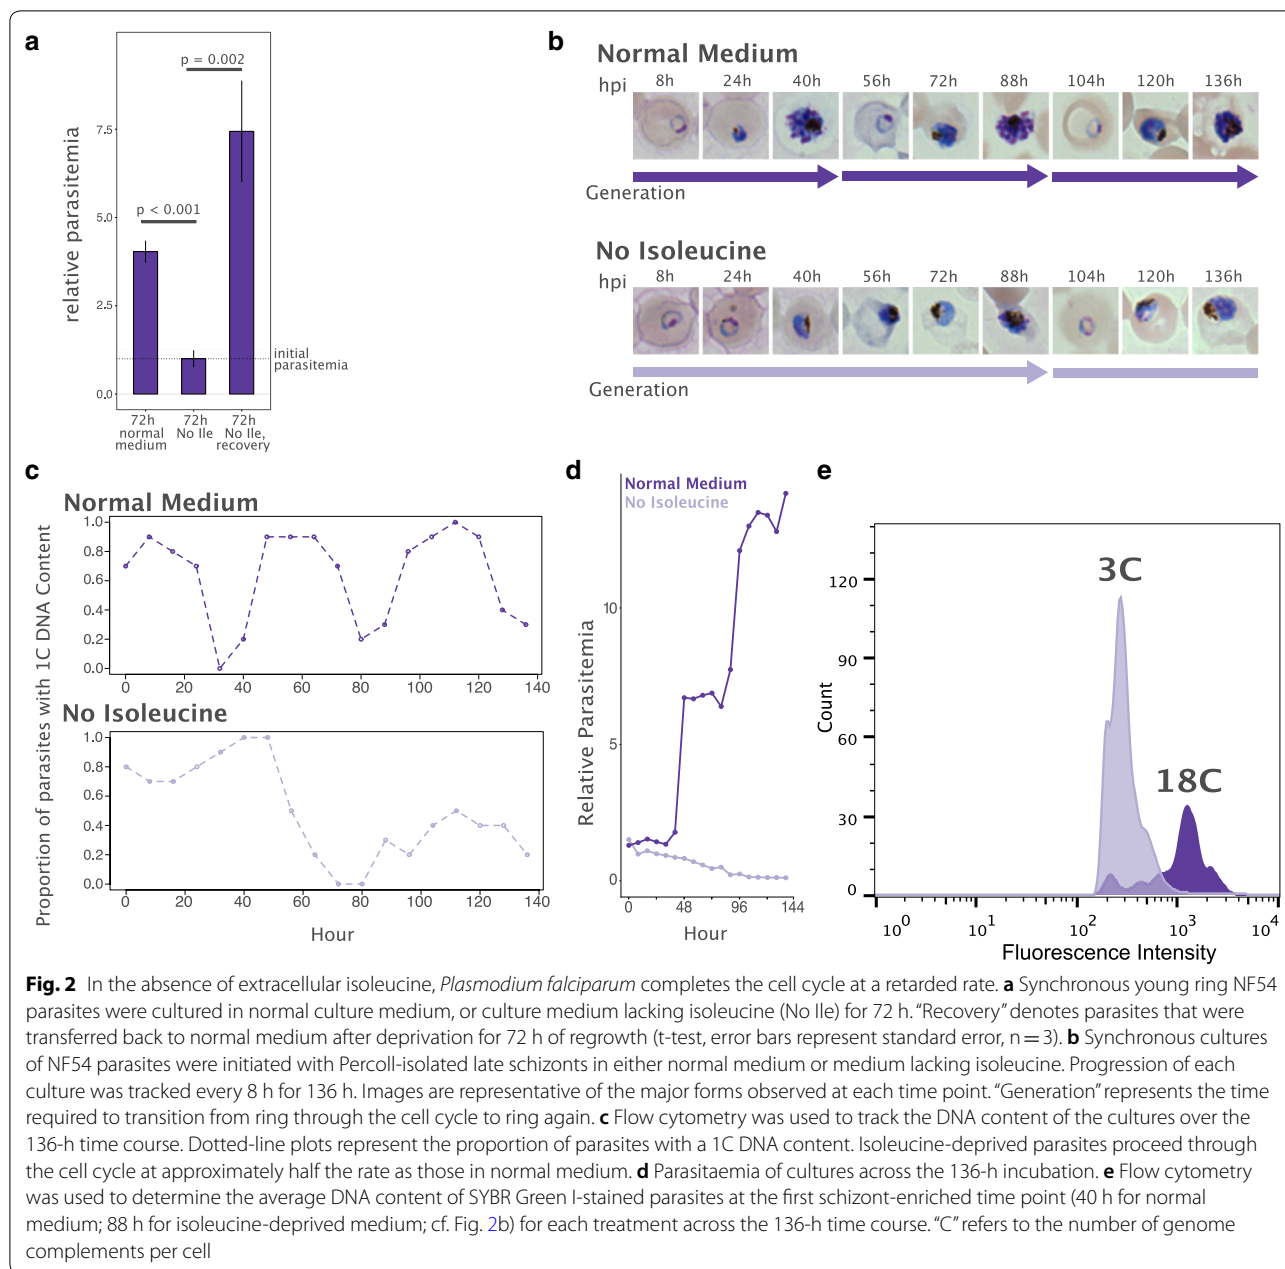 a
p = 0.002
7.5
relative parasitemia
p < 0.001
5.0
2.5
initial
parasitemia
0.0
72h normal medium
72h No Ile
72h No Ile, recovery
b
Normal Medium
hpi 8h 24h 40h 56h 72h 88h 104h 120h 136h
Generation
No Isoleucine
hpi 8h 24h 40h 56h 72h 88h 104h 120h 136h
Generation
c
Proportion of parasites with 1C DNA Content
Normal Medium
1.0
0.8
0.6
0.4
0.2
0.0
0 20 40 60 80 100 120 140
No Isoleucine
1.0
0.8
0.6
0.4
0.2
0.0
0 20 40 60 80 100 120 140
Hour
d
Normal Medium
No Isoleucine
Relative Parasitemia
10
5
0
0 48 96 144
Hour
e
3C
18C
Count
120
90
60
30
0
10^0 10^1 10^2 10^3 10^4
Fluorescence Intensity
Fig. 2 In the absence of extracellular isoleucine, Plasmodium falciparum completes the cell cycle at a retarded rate. a Synchronous young ring NF54
parasites were cultured in normal culture medium, or culture medium lacking isoleucine (No Ile) for 72 h. “Recovery” denotes parasites that were
transferred back to normal medium after deprivation for 72 h of regrowth (t-test, error bars represent standard error, n = 3). b Synchronous cultures
of NF54 parasites were initiated with Percoll-isolated late schizonts in either normal medium or medium lacking isoleucine. Progression of each
culture was tracked every 8 h for 136 h. Images are representative of the major forms observed at each time point. “Generation” represents the time
required to transition from ring through the cell cycle to ring again. c Flow cytometry was used to track the DNA content of the cultures over the
136-h time course. Dotted-line plots represent the proportion of parasites with a 1C DNA content. Isoleucine-deprived parasites proceed through
the cell cycle at approximately half the rate as those in normal medium. d Parasitaemia of cultures across the 136-h incubation. e Flow cytometry
was used to determine the average DNA content of SYBR Green I-stained parasites at the first schizont-enriched time point (40 h for normal
medium; 88 h for isoleucine-deprived medium; cf. Fig. 2b) for each treatment across the 136-h time course. “C” refers to the number of genome
complements per cell